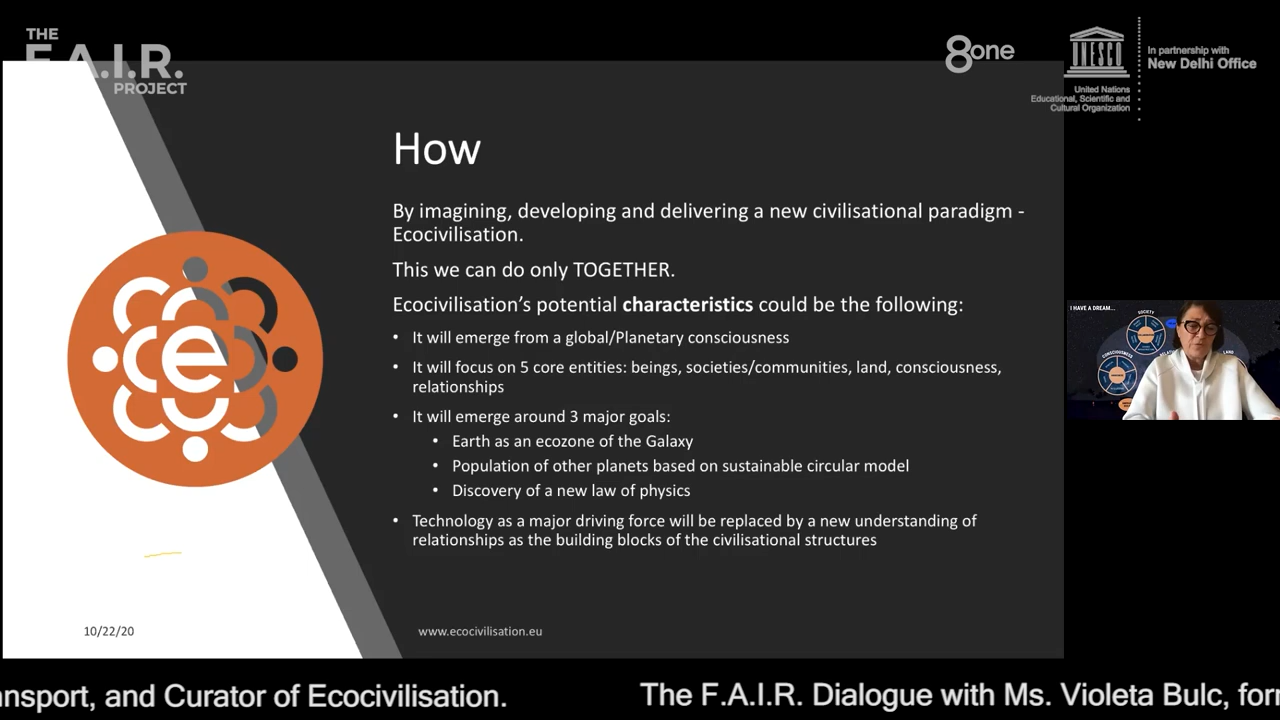 THE
F.A.I.R.
PROJECT
8one
UNESCO
In partnership with
New Delhi Office
United Nations
Educational, Scientific and
Cultural Organization
How
By imagining, developing and delivering a new civilisational paradigm -
Ecocivilisation.
This we can do only TOGETHER.
Ecocivilisation's potential characteristics could be the following:
• It will emerge from a global/Planetary consciousness
• It will focus on 5 core entities: beings, societies/communities, land, consciousness,
relationships
• It will emerge around 3 major goals:
• Earth as an ecozone of the Galaxy
• Population of other planets based on sustainable circular model
• Discovery of a new law of physics
• Technology as a major driving force will be replaced by a new understanding of
relationships as the building blocks of the civilisational structures
e
10/22/20
www.ecocivilisation.eu
I HAVE A DREAM...
SOCIETY
CONSCIOUSNESS
LAND
nsport, and Curator of Ecocivilisation.
The F.A.I.R. Dialogue with Ms. Violeta Bulc, for